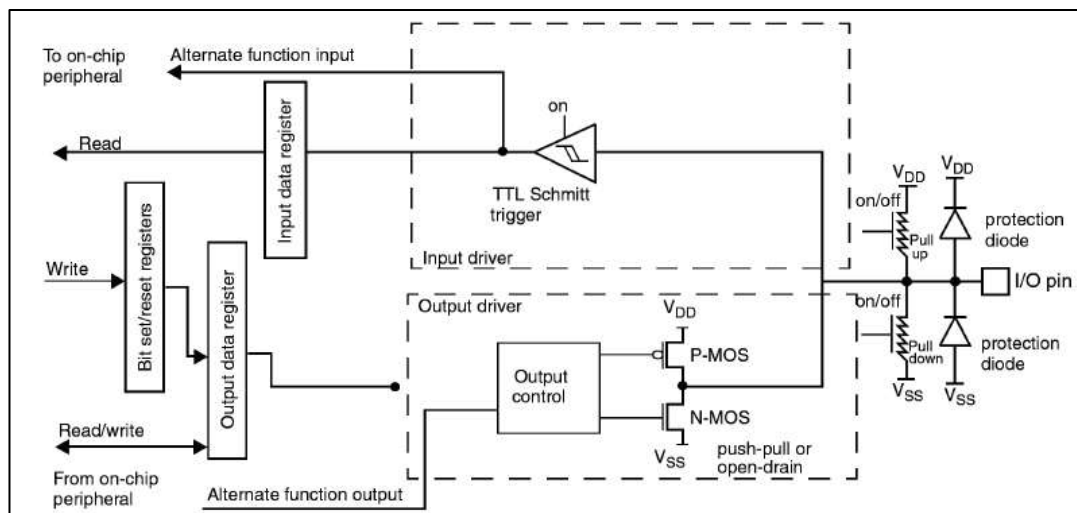 To on-chip
peripheral
Alternate function input
on
Read
Input data register
TTL Schmitt
trigger
Input driver
Write
Bit set/reset registers
Output data register
Read/write
From on-chip
peripheral
Alternate function output
Output driver
VDD
Output
control
P-MOS
N-MOS
VSS
push-pull or
open-drain
VDD
VDD
on/off
Pull
up
protection
diode
I/O pin
on/off
Pull
down
protection
diode
VSS
VSS